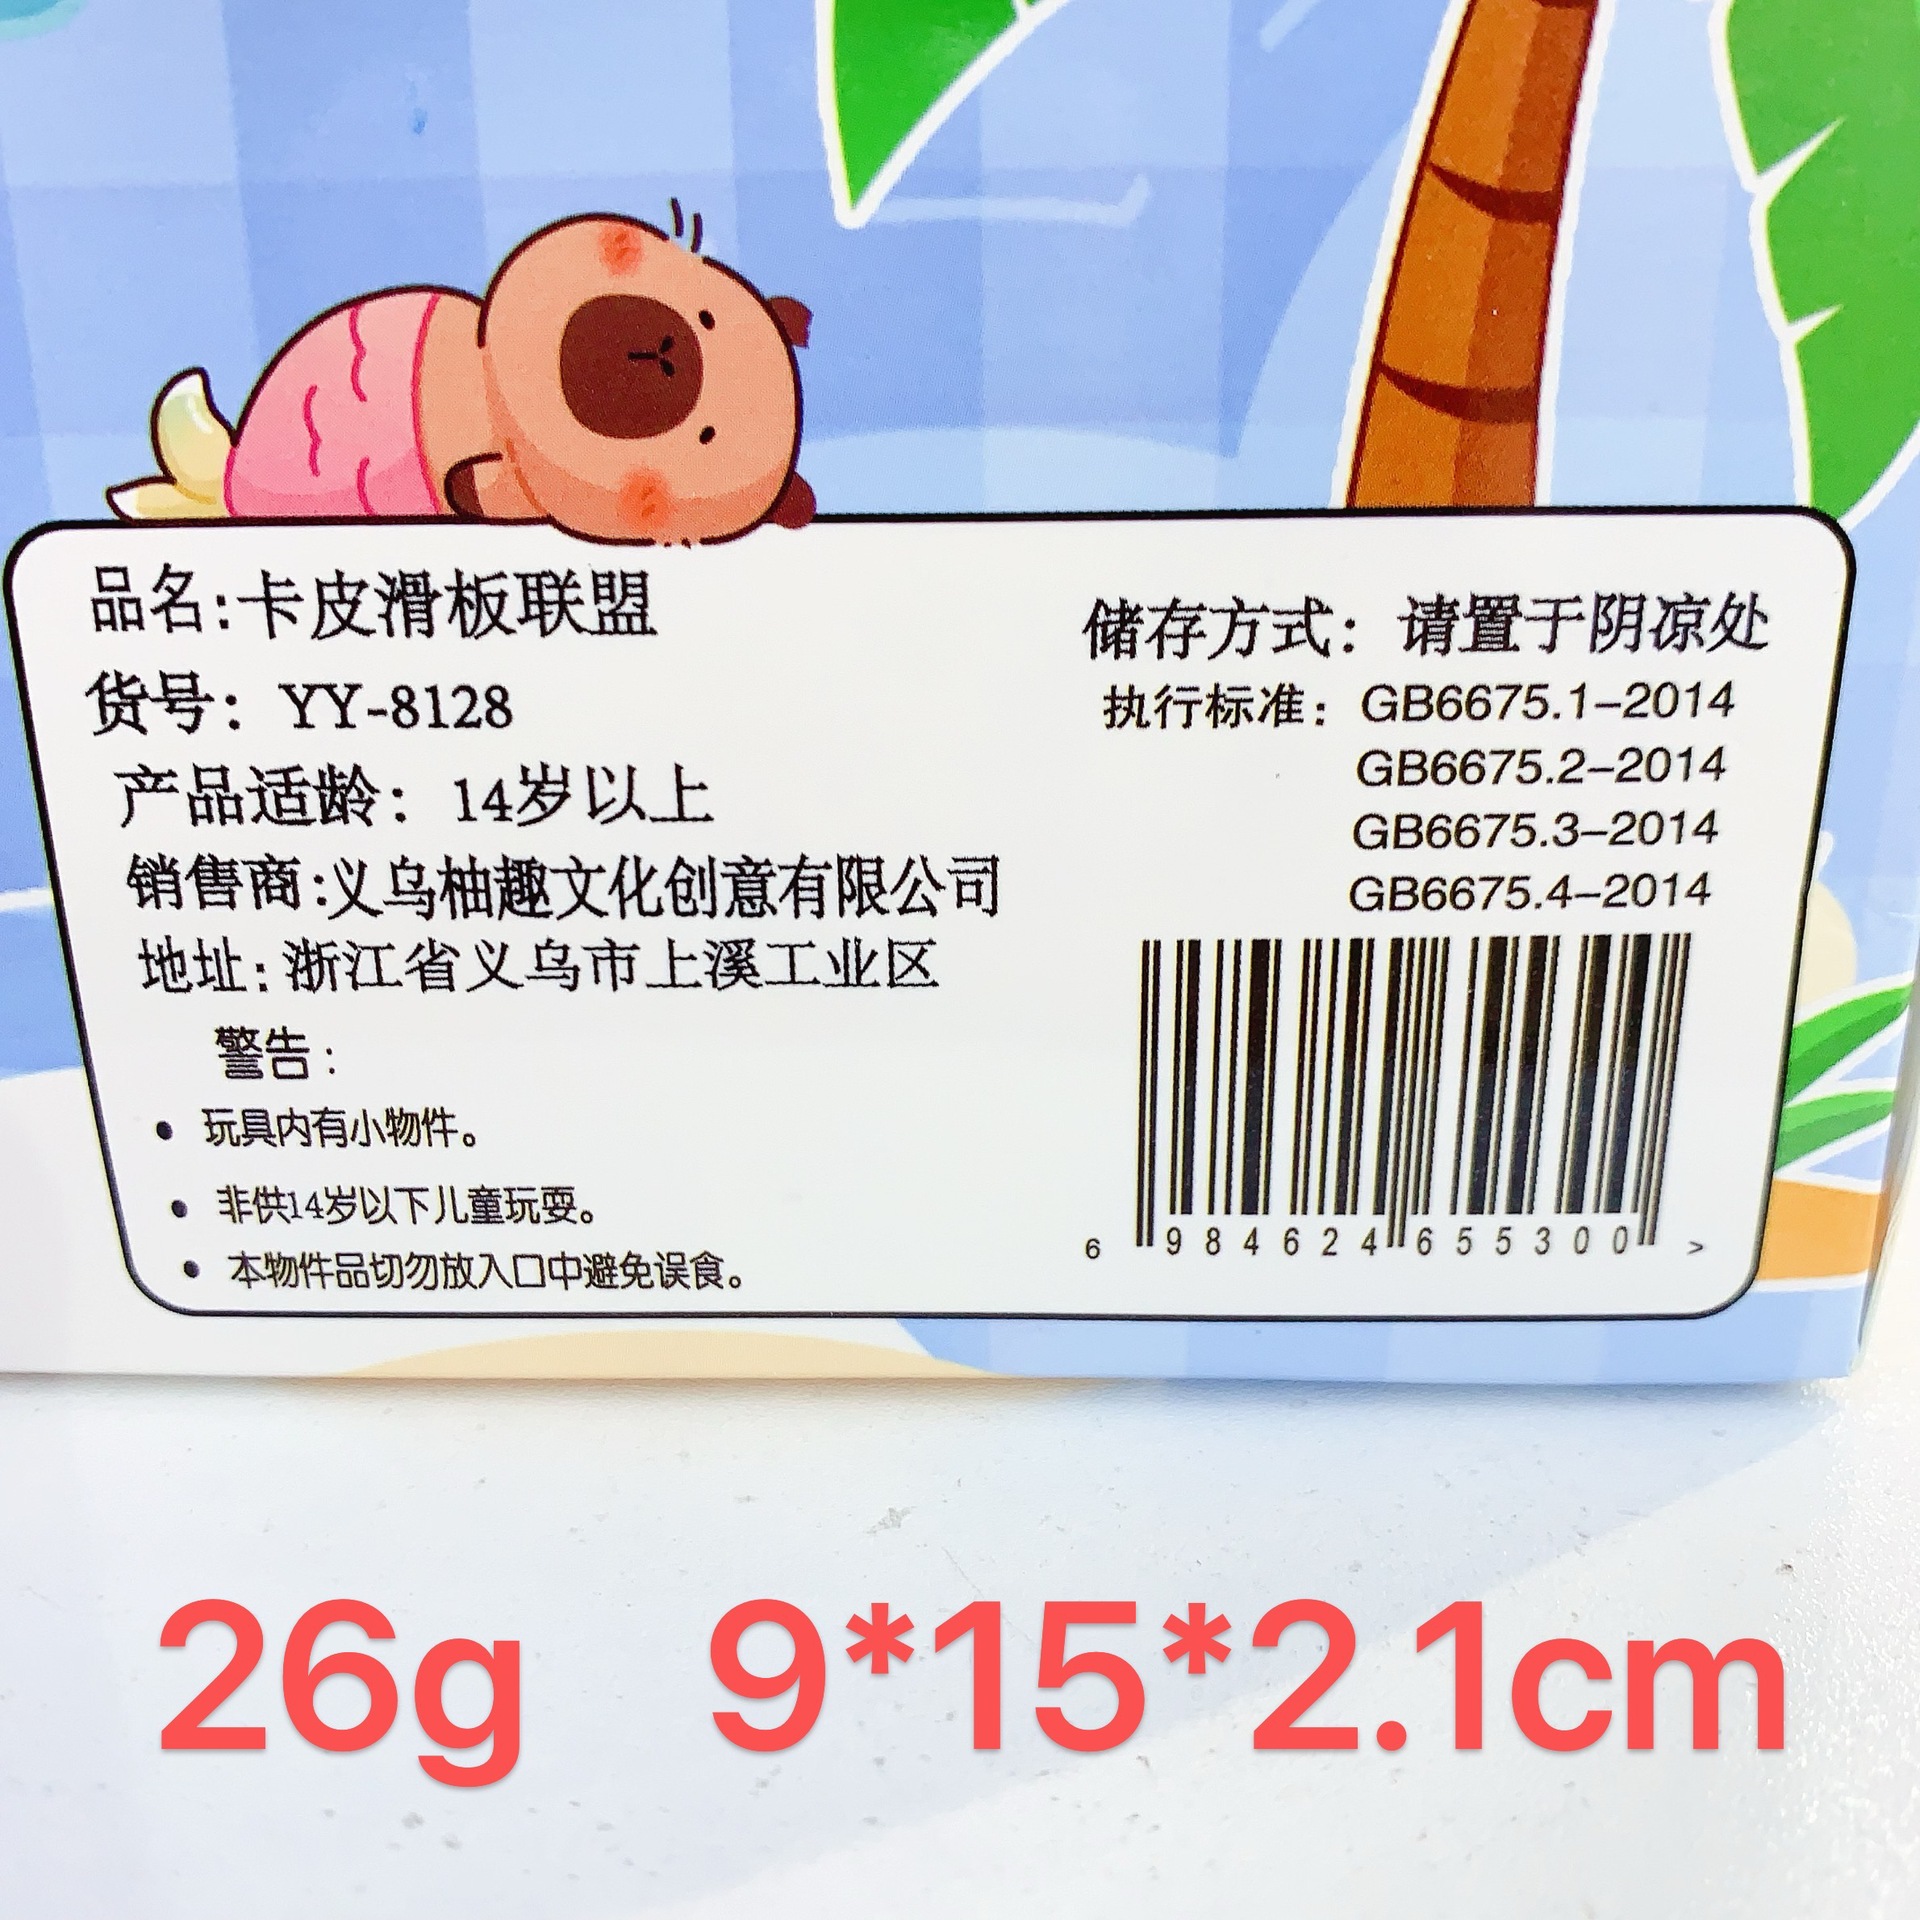 品名:卡皮滑板联盟
货号: YY-8128
产品适龄: 14岁以上
销售商:义乌柚趣文化创意有限公司
地址:浙江省义乌市上溪工业区
警告:
• 玩具内有小物件。
• 非供14岁以下儿童玩耍。
• 本物件品切勿放入口中避免误食。
储存方式: 请置于阴凉处
执行标准: GB6675.1-2014
GB6675.2-2014
GB6675.3-2014
GB6675.4-2014
6 984624 655300 >
26g 9*15*2.1cm